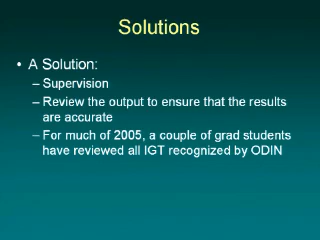 Solutions
• A Solution:
– Supervision
– Review the output to ensure that the results
are accurate
– For much of 2005, a couple of grad students
have reviewed all IGT recognized by ODIN